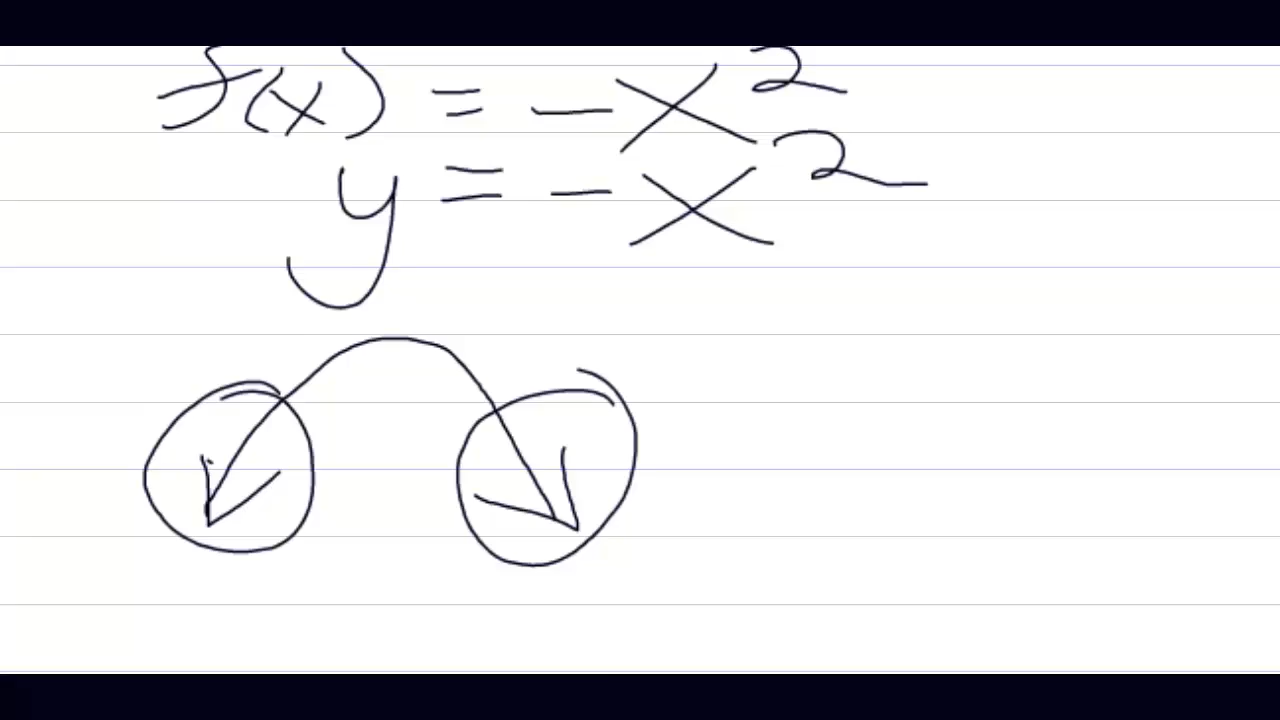 f(x) = -x²
y = -x²